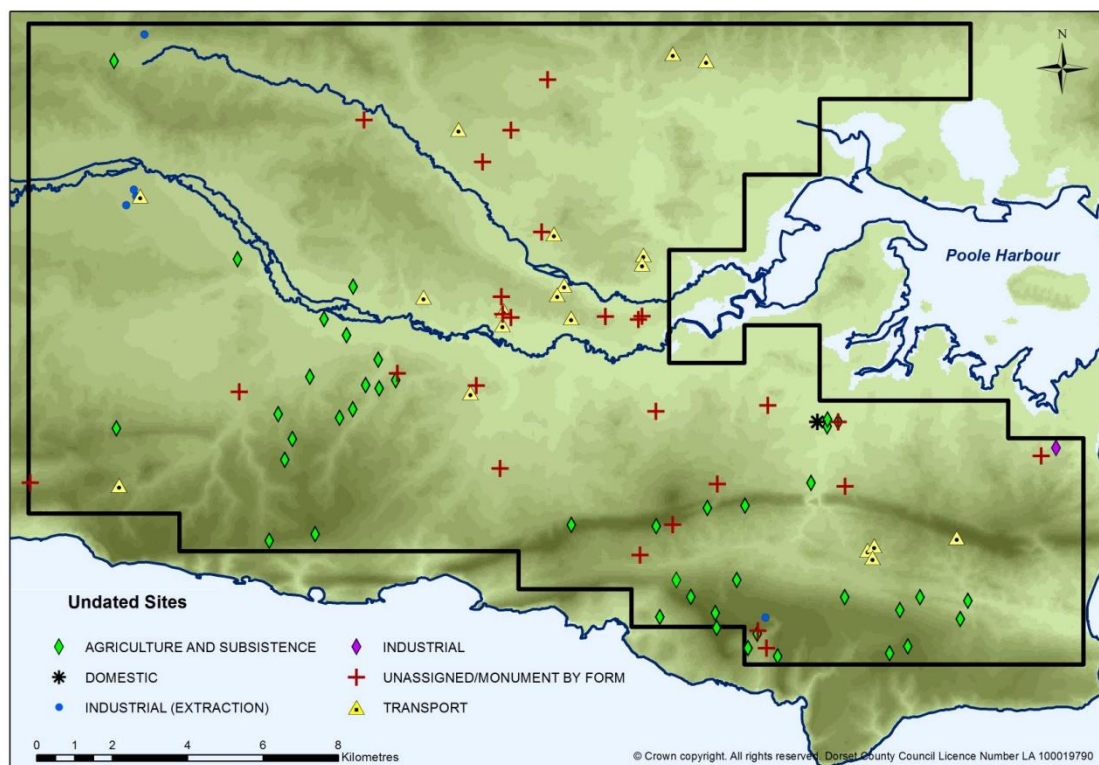 N
Poole Harbour
Undated Sites
AGRICULTURE AND SUBSISTENCE
INDUSTRIAL
DOMESTIC
UNASSIGNED/MONUMENT BY FORM
INDUSTRIAL (EXTRACTION)
TRANSPORT
0 1 2 4 6 8
Kilometres
© Crown copyright. All rights reserved. Dorset County Council Licence Number LA 100019790